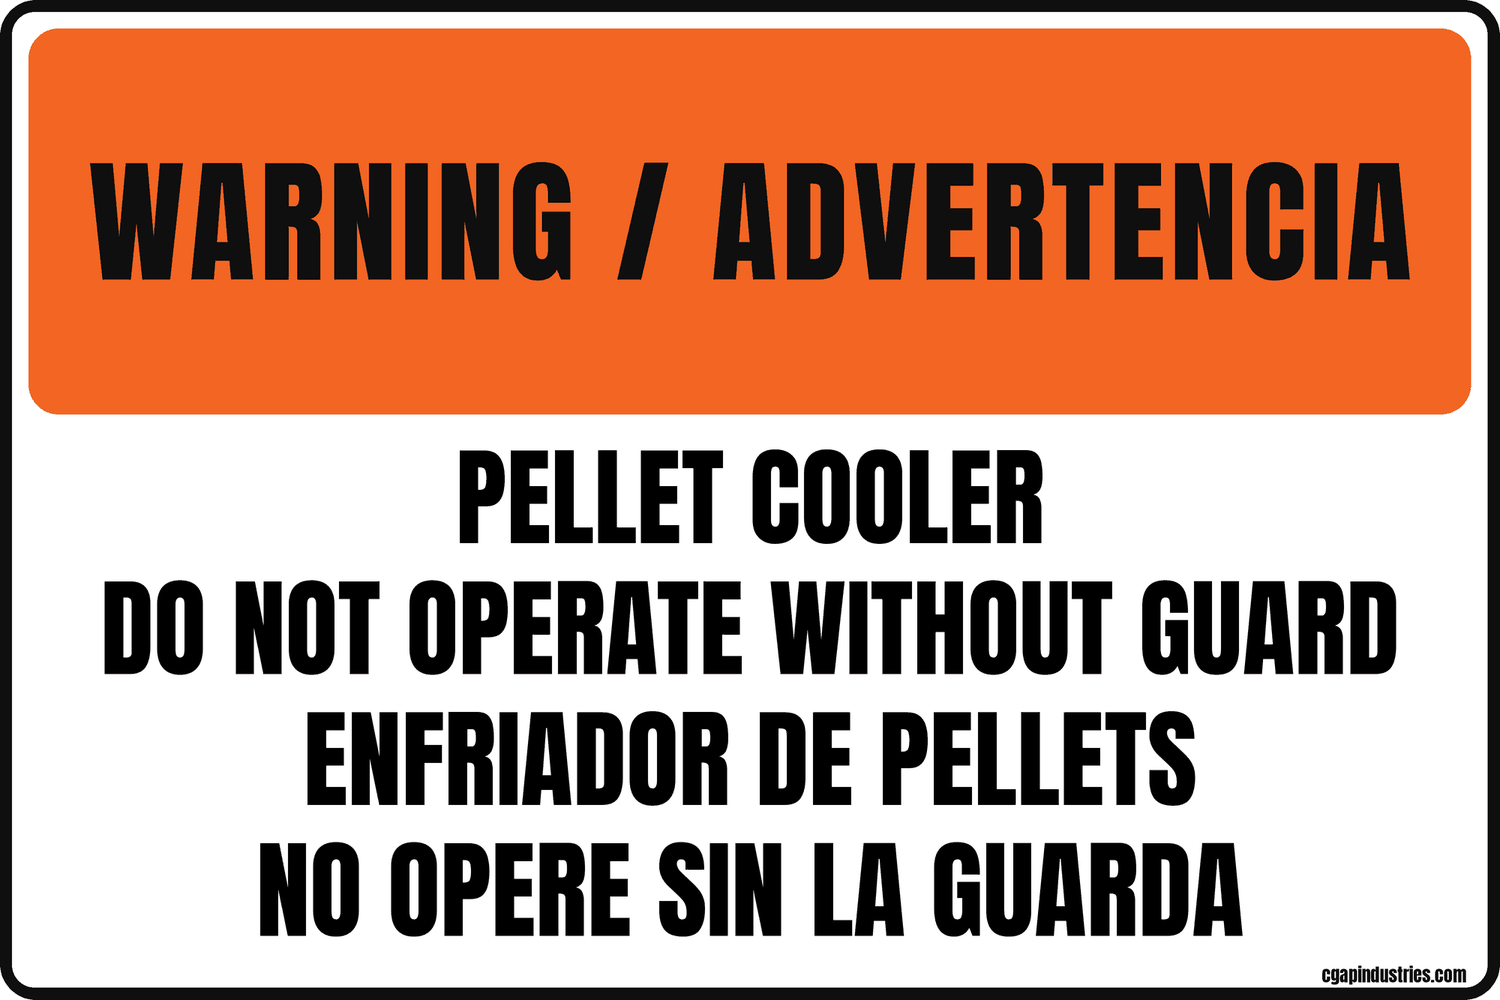 WARNING / ADVERTENCIA
PELLET COOLER
DO NOT OPERATE WITHOUT GUARD
ENFRIADOR DE PELLETS
NO OPERE SIN LA GUARDA
cgapindustries.com